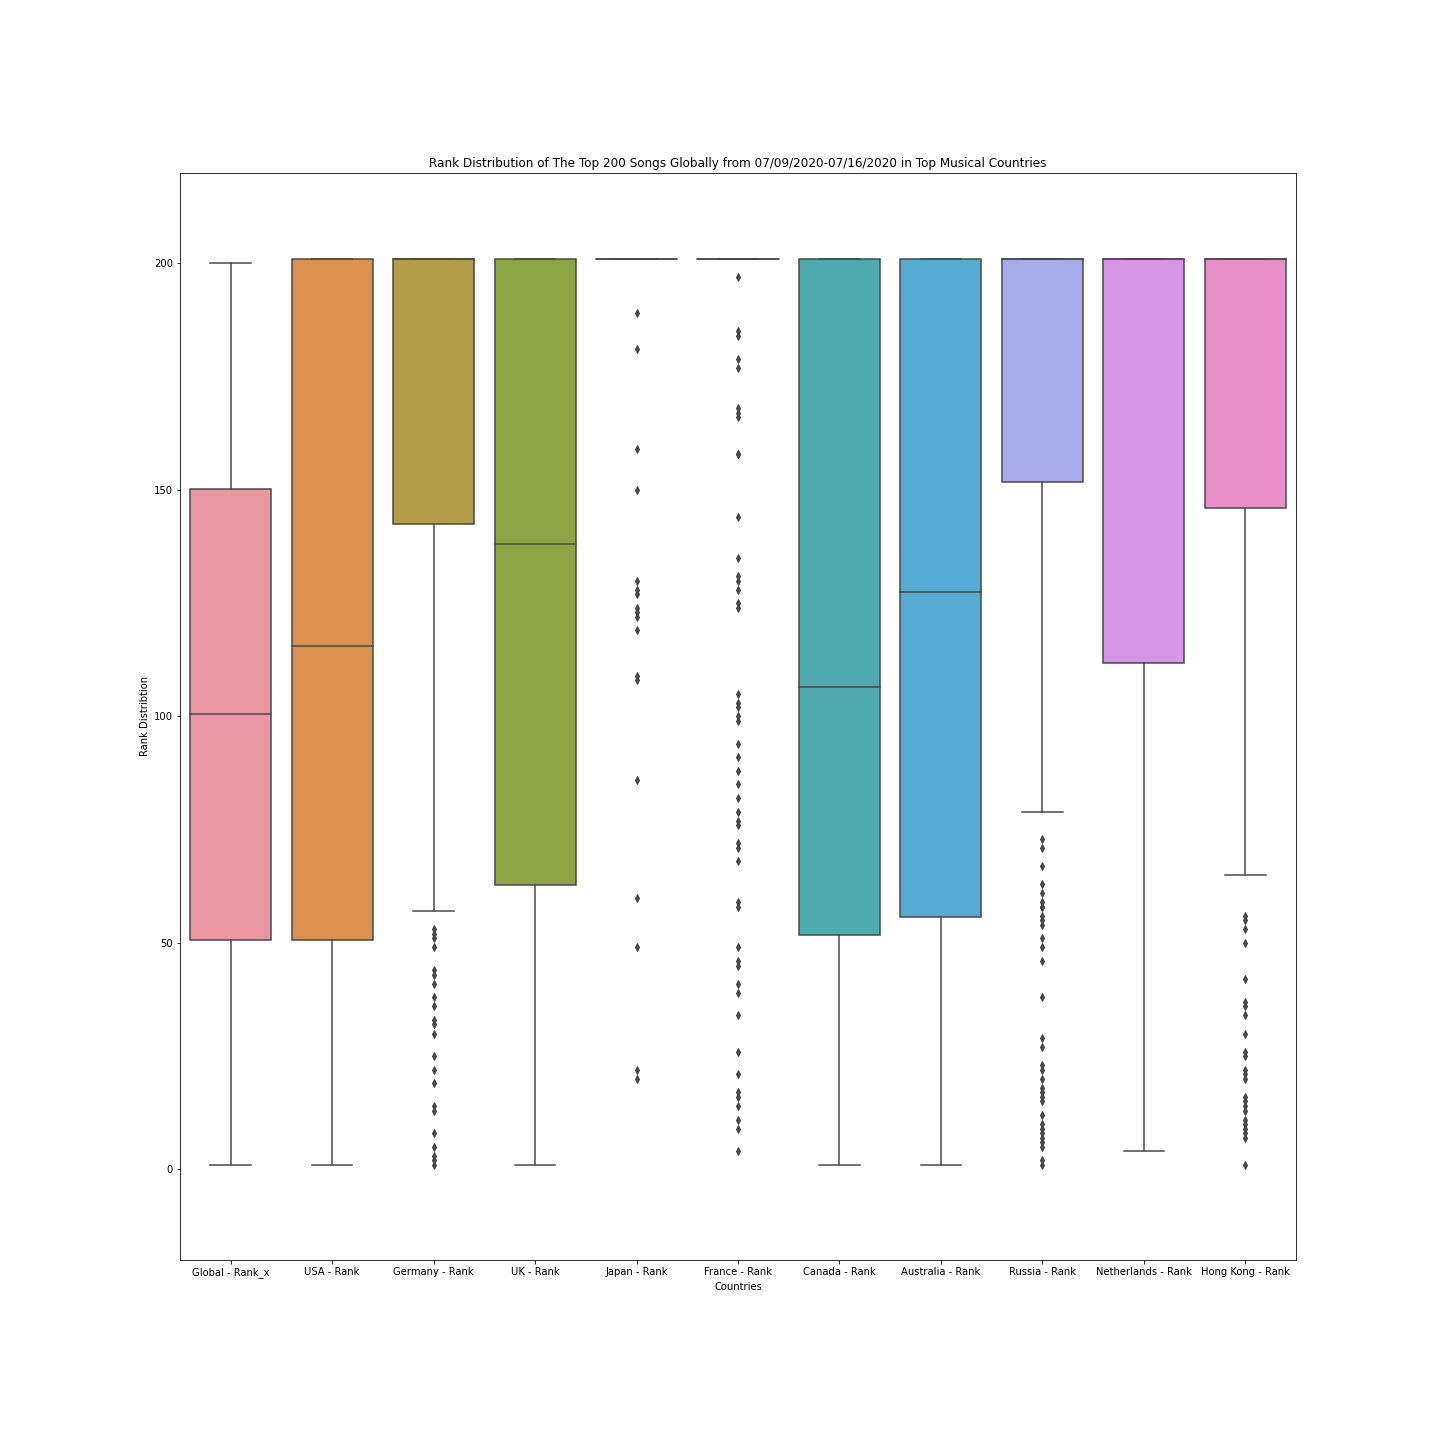 Rank Distribution of The Top 200 Songs Globally from 07/09/2020-07/16/2020 in Top Musical Countries
Rank Distribtion
200
150
100
50
0
Global - Rank_x
USA - Rank
Germany - Rank
UK - Rank
Japan - Rank
France - Rank
Canada - Rank
Australia - Rank
Russia - Rank
Netherlands - Rank
Hong Kong - Rank
Countries